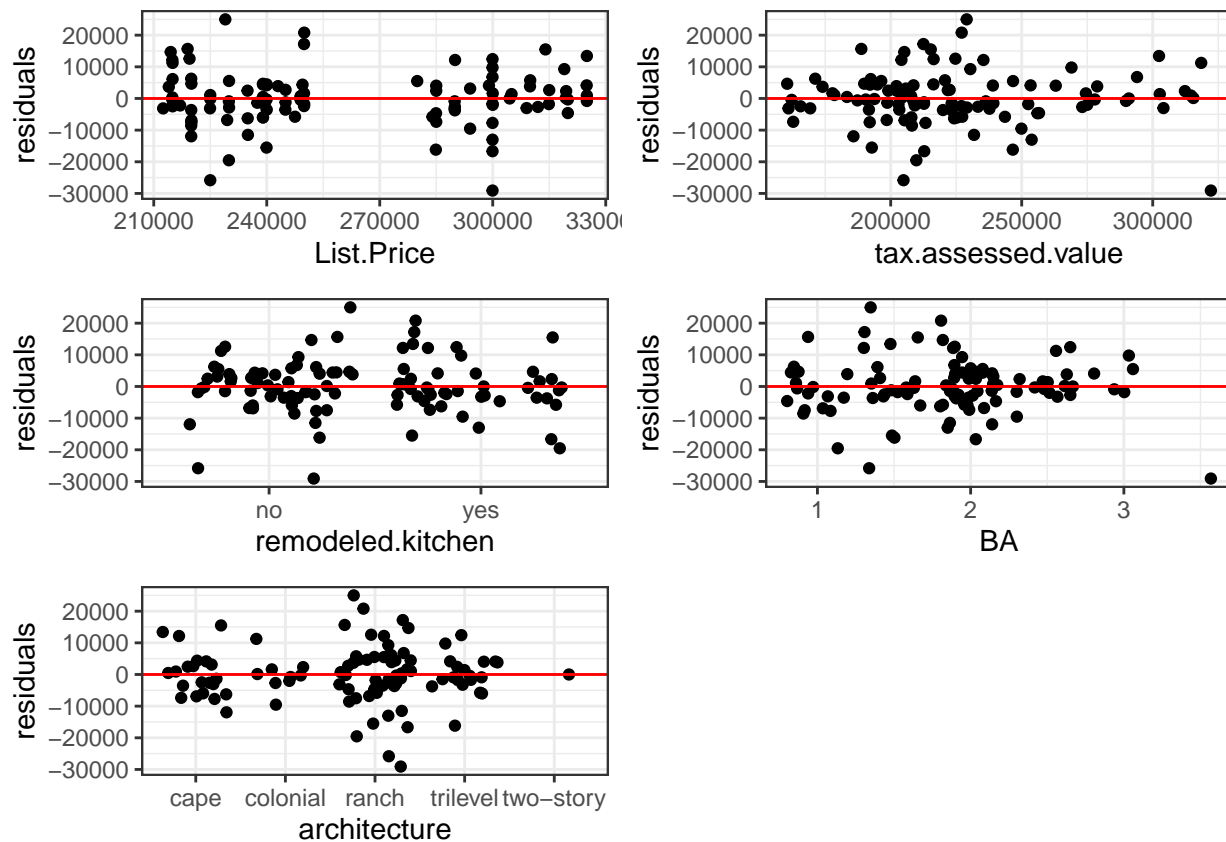 20000
10000
0
−10000
−20000
−30000
residuals
210000 240000 270000 300000 33000
List.Price
20000
10000
0
−10000
−20000
−30000
residuals
200000 250000 300000
tax.assessed.value
20000
10000
0
−10000
−20000
−30000
residuals
no yes
remodeled.kitchen
20000
10000
0
−10000
−20000
−30000
residuals
1 2 3
BA
20000
10000
0
−10000
−20000
−30000
residuals
cape colonial ranch trilevel two−story
architecture